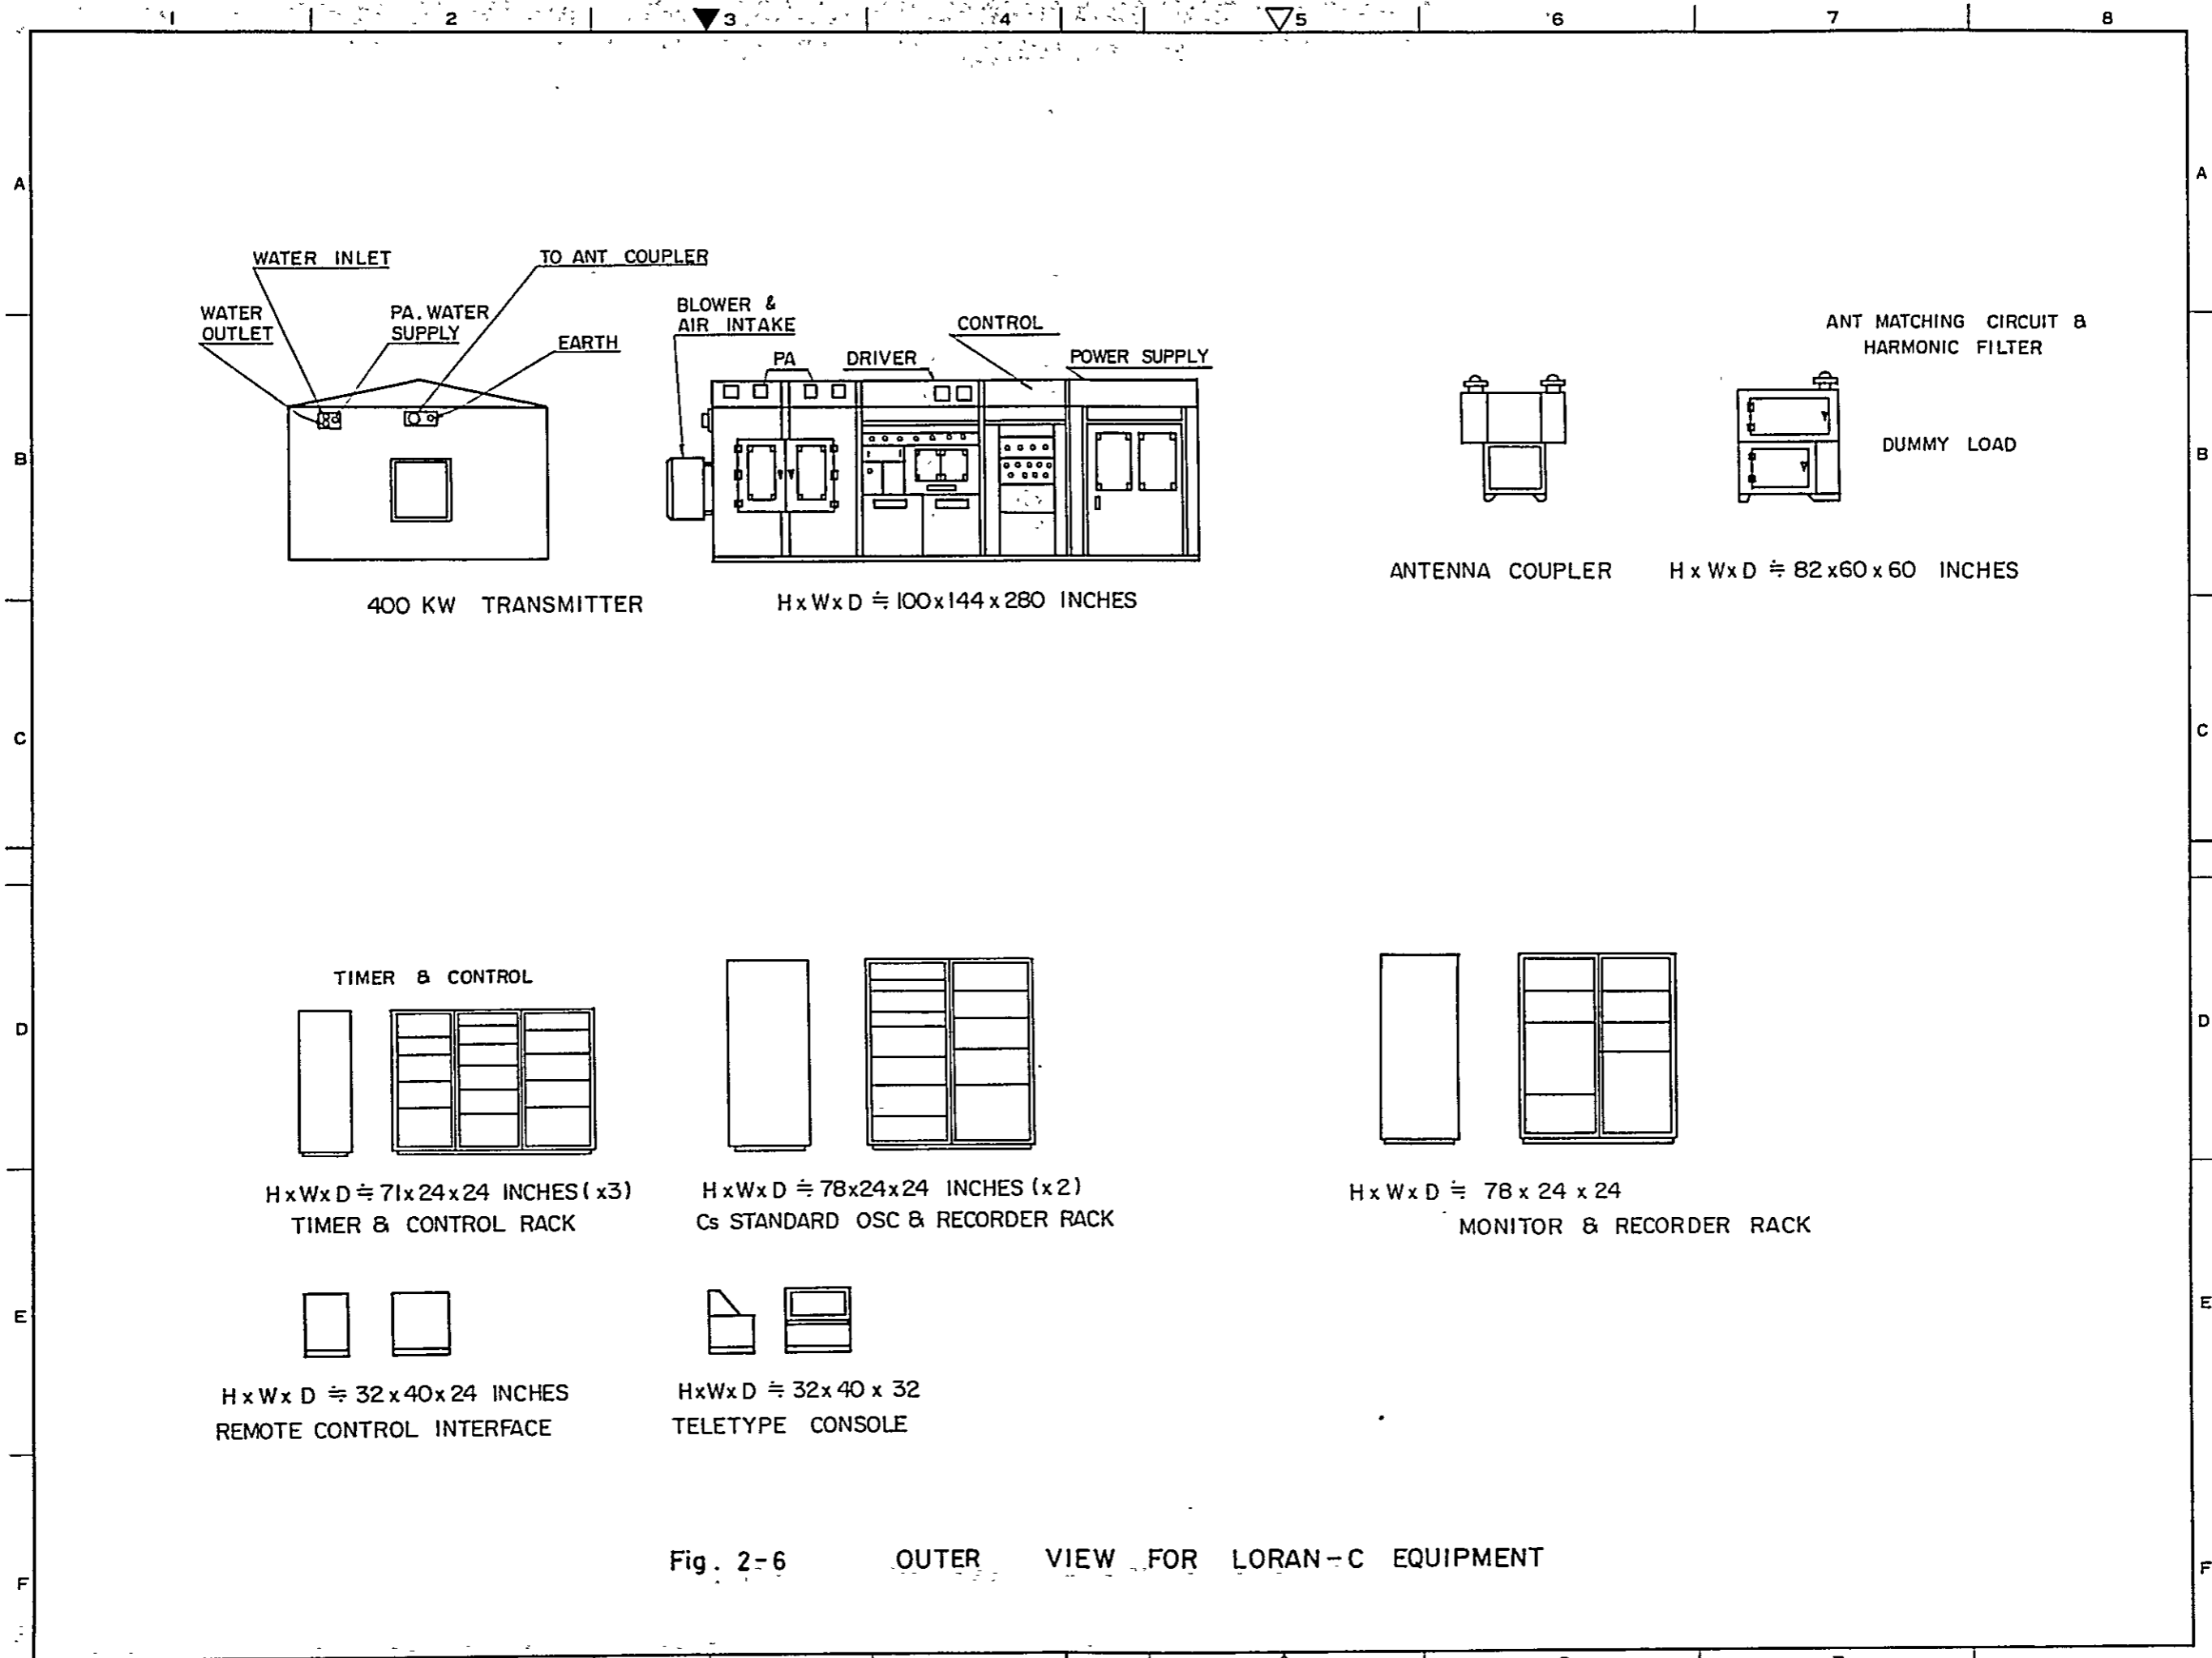 1 2 3 4 5 6 7 8
A A
WATER INLET
TO ANT COUPLER
WATER
OUTLET
PA. WATER
SUPPLY
EARTH
BLOWER &
AIR INTAKE
PA
DRIVER
CONTROL
POWER SUPPLY
ANT MATCHING CIRCUIT &
HARMONIC FILTER
DUMMY LOAD
B B
400 KW TRANSMITTER
H x W x D ≒ 100 x 144 x 280 INCHES
ANTENNA COUPLER
H x W x D ≒ 82 x 60 x 60 INCHES
C C
TIMER & CONTROL
D D
H x W x D ≒ 71 x 24 x 24 INCHES (x3)
TIMER & CONTROL RACK
H x W x D ≒ 78 x 24 x 24 INCHES (x2)
Cs STANDARD OSC & RECORDER RACK
H x W x D ≒ 78 x 24 x 24
MONITOR & RECORDER RACK
E E
H x W x D ≒ 32 x 40 x 24 INCHES
REMOTE CONTROL INTERFACE
H x W x D ≒ 32 x 40 x 32
TELETYPE CONSOLE
Fig. 2-6 OUTER VIEW FOR LORAN-C EQUIPMENT
F F